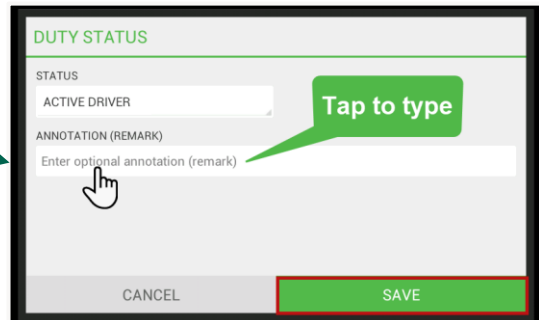 DUTY STATUS
STATUS
ACTIVE DRIVER
Tap to type
ANNOTATION (REMARK)
Enter optional annotation (remark)
CANCEL
SAVE